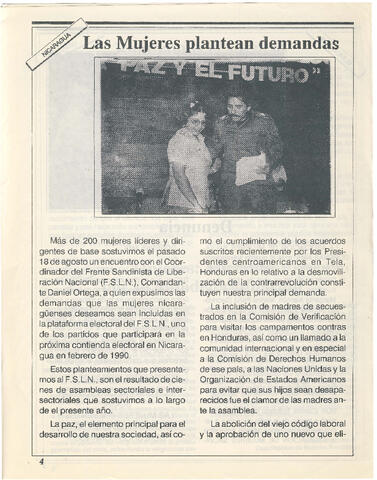 NICARAGUA
Las Mujeres plantean demandas
PAZ Y EL FUTURO"
Más de 200 mujeres líderes y diri-
gentes de base sostuvimos el pasado
18 de agosto un encuentro con el Coor-
dinador del Frente Sandinista de Libe-
ración Nacional (F.S.L.N.), Comandan-
te Daniel Ortega, a quien expusimos las
demandas que las mujeres nicara-
güenses deseamos sean incluidas en
la plataforma electoral del F.S.L.N., uno
de los partidos que participará en la
próxima contienda electoral en Nicara-
gua en febrero de 1990.
Estos planteamientos que presenta-
mos al F.S.L.N., son el resultado de cie-
nes de asambleas sectoriales e inter-
sectoriales que sostuvimos a lo largo
de el presente año.
La paz, el elemento principal para el
desarrollo de nuestra sociedad, así co-
mo el cumplimiento de los acuerdos
suscritos recientemente por los Pre-
sidentes centroamericanos en Tela,
Honduras en lo relativo a la desmovili-
zación de la contrarrevolución consti-
tuyen nuestra principal demanda.
La inclusión de madres de secues-
trados en la Comisión de Verificación
para visitar los campamentos contras
en Honduras, así como un llamado a la
comunidad internacional y en especial
a la Comisión de Derechos Humanos
de ese país, a las Naciones Unidas y la
Organización de Estados Americanos
para evitar que sus hijos sean desapa-
recidos fue el clamor de las madres an-
te la asamblea.
La abolición del viejo código laboral
y la aprobación de uno nuevo que eli-
4